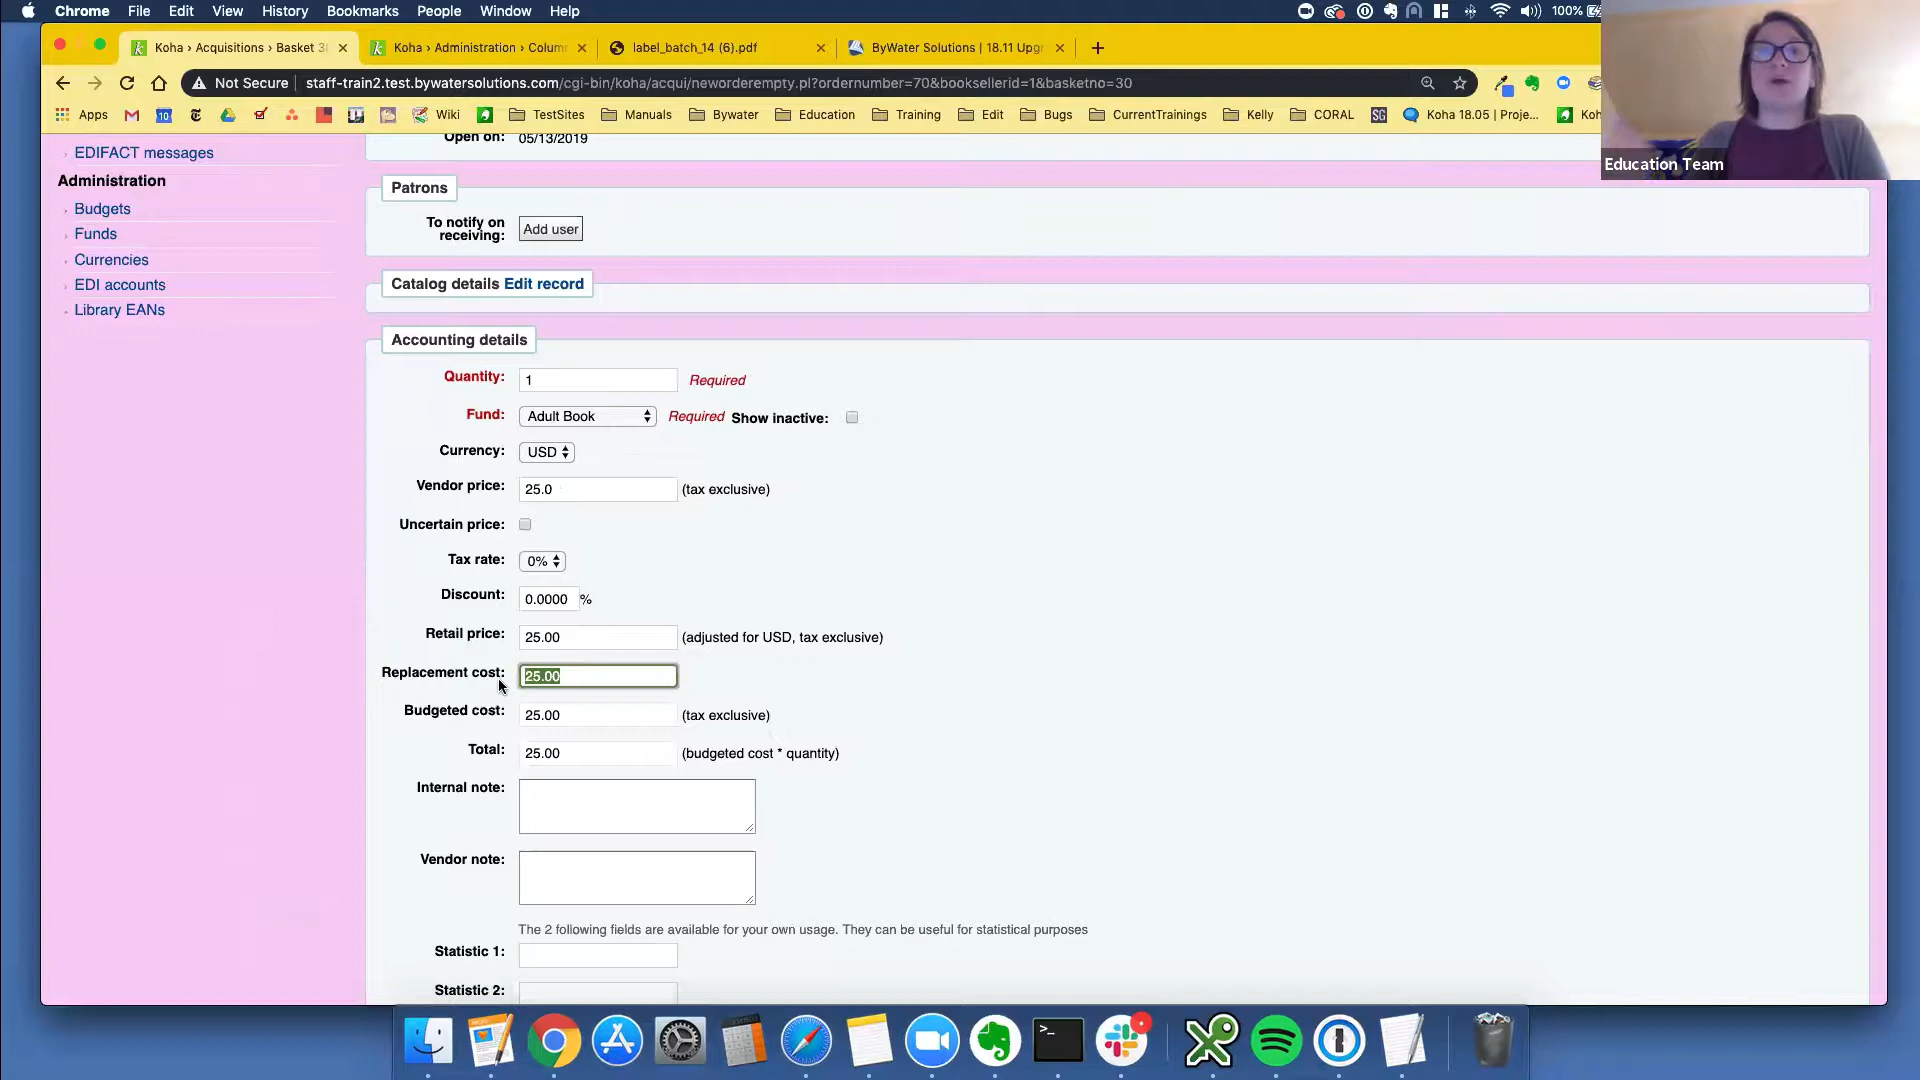 Chrome File Edit View History Bookmarks People Window Help 100%
Koha › Acquisitions › Basket 3
Koha › Administration › Colum
label_batch_14 (6).pdf
ByWater Solutions | 18.11 Upg
Not Secure staff-train2.test.bywatersolutions.com/cgi-bin/koha/acqui/neworderempty.pl?ordernumber=70&booksellerid=1&basketno=30
Apps Wiki TestSites Manuals Bywater Education Training Edit Bugs CurrentTrainings Kelly CORAL SG Koha 18.05 | Proje... Koh
Education Team
EDIFACT messages
Administration
Budgets
Funds
Currencies
EDI accounts
Library EANs
Open on: 05/13/2019
Patrons
To notify on receiving: Add user
Catalog details Edit record
Accounting details
Quantity: 1 Required
Fund: Adult Book Required Show inactive:
Currency: USD
Vendor price: 25.0 (tax exclusive)
Uncertain price:
Tax rate: 0%
Discount: 0.0000 %
Retail price: 25.00 (adjusted for USD, tax exclusive)
Replacement cost: 25.00
Budgeted cost: 25.00 (tax exclusive)
Total: 25.00 (budgeted cost * quantity)
Internal note:
Vendor note:
The 2 following fields are available for your own usage. They can be useful for statistical purposes
Statistic 1:
Statistic 2: